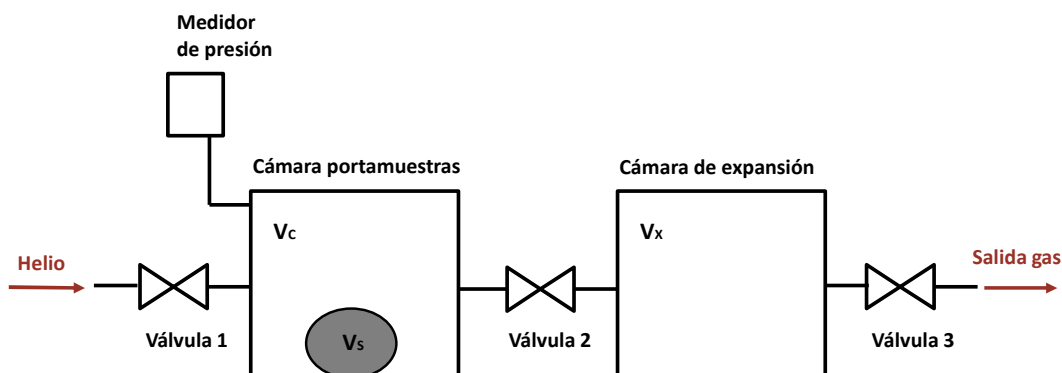 Medidor
de presión
Cámara portamuestras
Cámara de expansión
Vc
Vx
Helio
Salida gas
Válvula 1
Vs
Válvula 2
Válvula 3